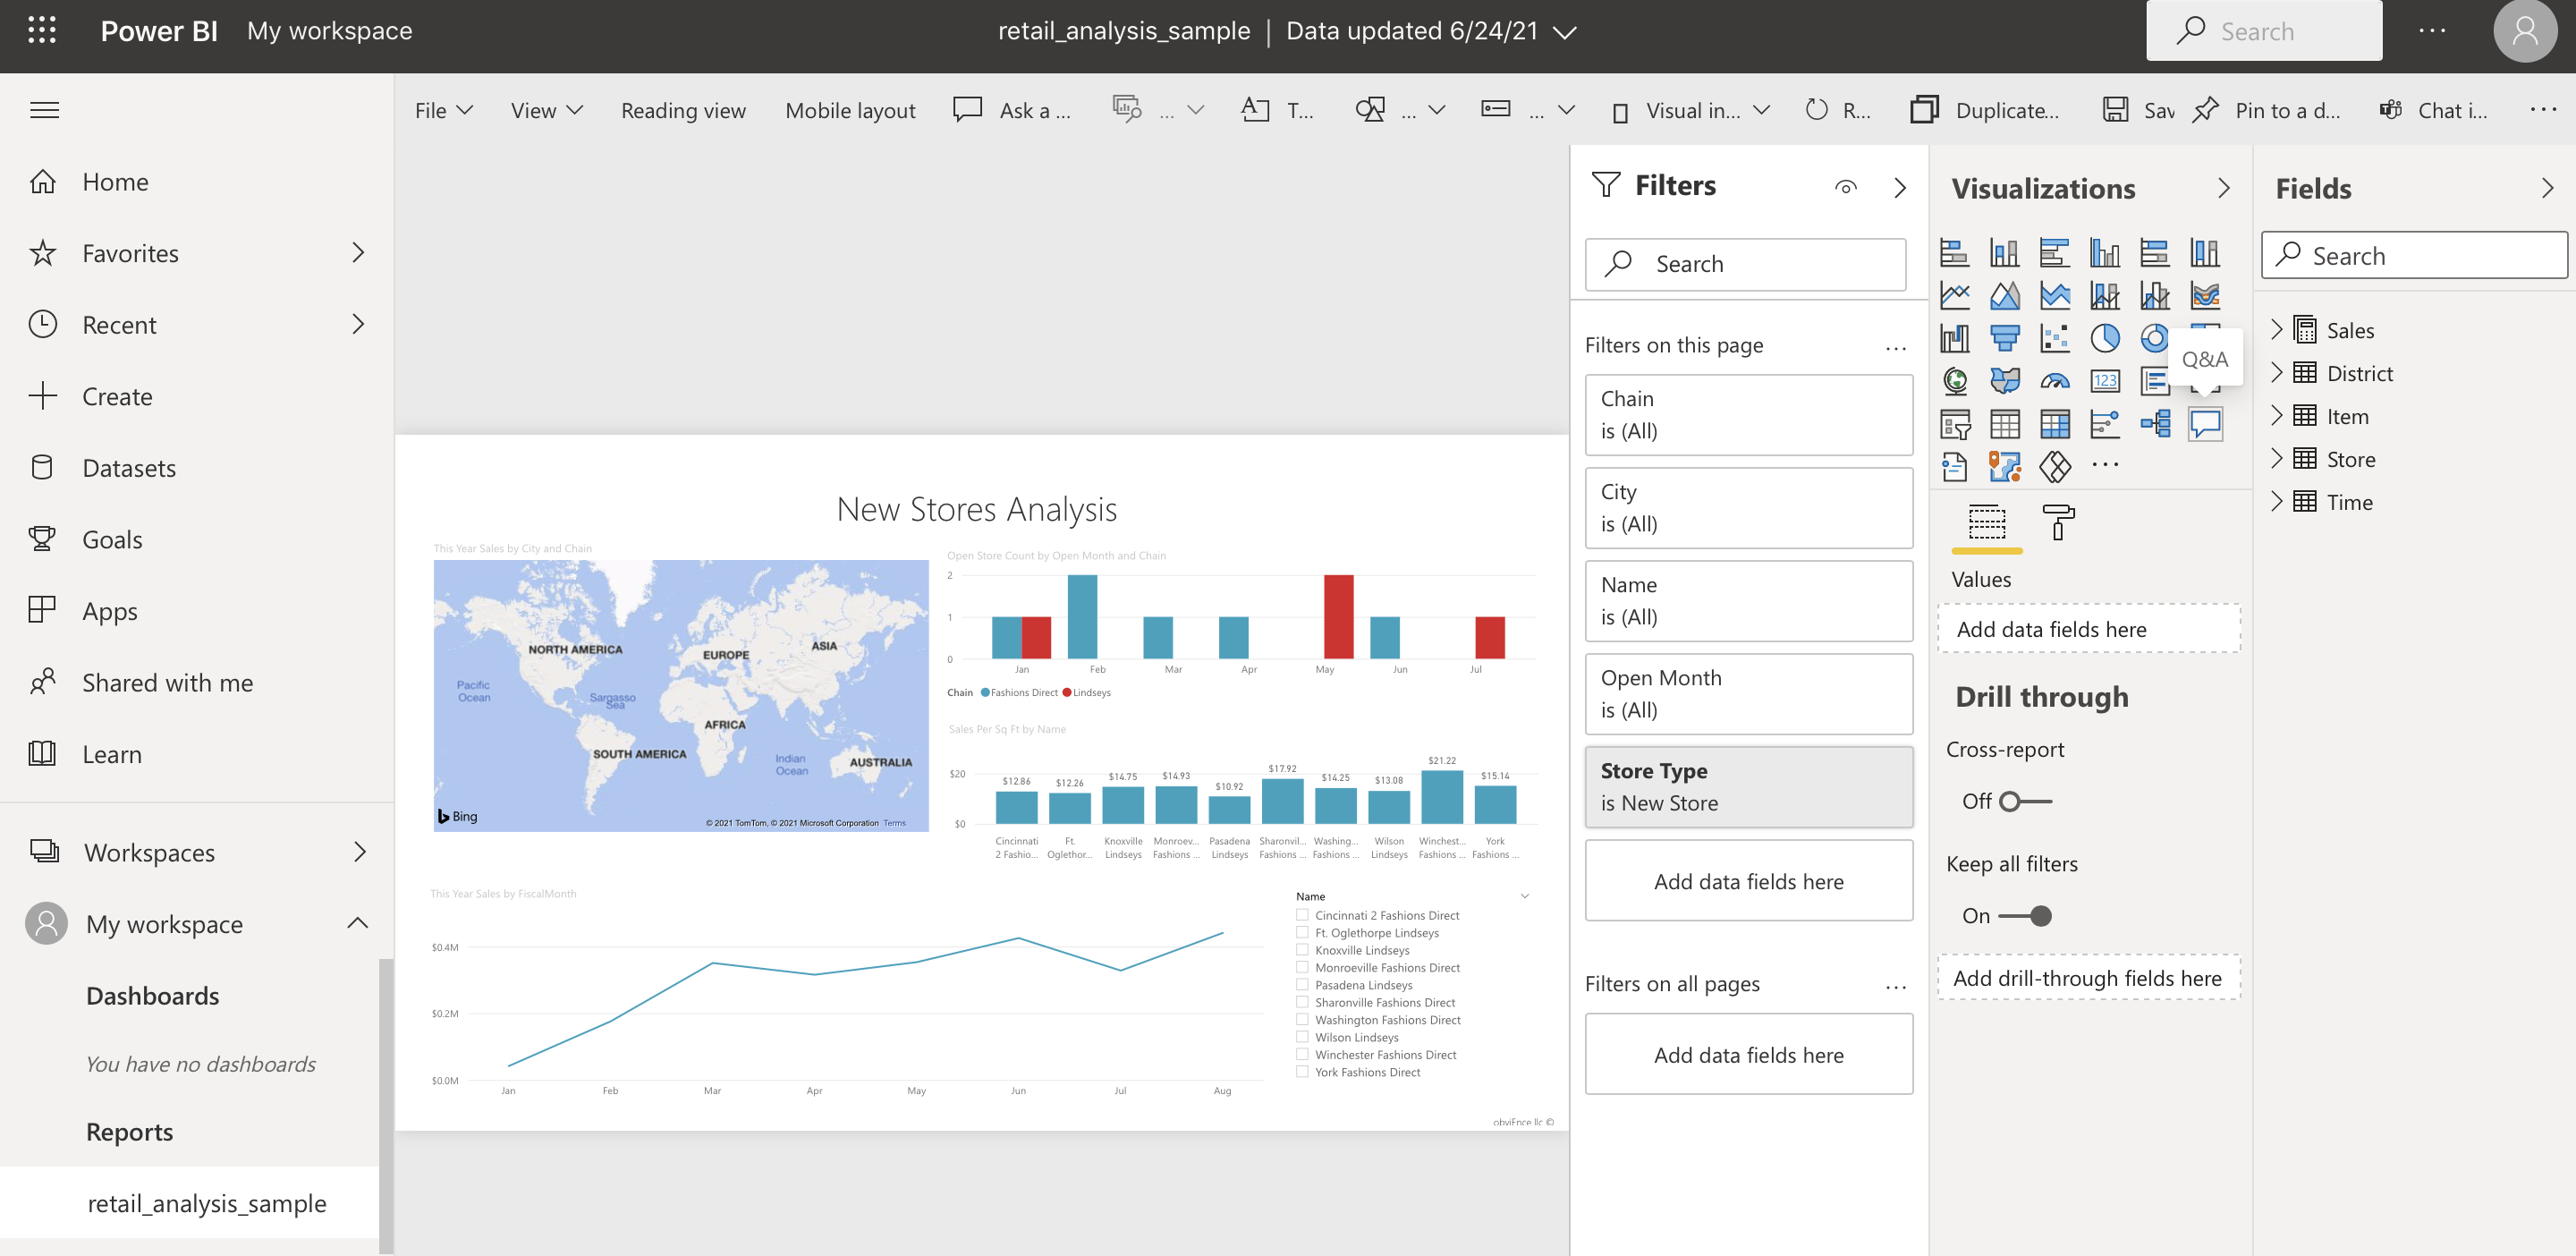 Power BI My workspace
retail_analysis_sample | Data updated 6/24/21
Search
...
File
View
Reading view
Mobile layout
Ask a ...
...
T...
...
...
Visual in...
R...
Duplicate...
Sav
Pin to a d...
Chat i...
...
Home
Favorites
Recent
Create
Datasets
Goals
Apps
Shared with me
Learn
Workspaces
My workspace
Dashboards
You have no dashboards
Reports
retail_analysis_sample
New Stores Analysis
This Year Sales by City and Chain
NORTH AMERICA
EUROPE
ASIA
Pacific
Ocean
Sargasso
Sea
AFRICA
SOUTH AMERICA
Indian
Ocean
AUSTRALIA
Bing
© 2021 TomTom, © 2021 Microsoft Corporation Terms
Open Store Count by Open Month and Chain
2
1
0
Jan Feb Mar Apr May Jun Jul
Chain Fashions Direct Lindseys
Sales Per Sq Ft by Name
$20
$0
$12.86 $12.26 $14.75 $14.93 $10.92 $17.92 $14.25 $13.08 $21.22 $15.14
Cincinnati Ft. Knoxville Monroev... Pasadena Sharonvil... Washing... Wilson Winchest... York
2 Fashio... Oglethor... Lindseys Fashions ... Lindseys Fashions ... Fashions ... Lindseys Fashions ... Fashions ...
This Year Sales by FiscalMonth
$0.4M
$0.2M
$0.0M
Jan Feb Mar Apr May Jun Jul Aug
Name
Cincinnati 2 Fashions Direct
Ft. Oglethorpe Lindseys
Knoxville Lindseys
Monroeville Fashions Direct
Pasadena Lindseys
Sharonville Fashions Direct
Washington Fashions Direct
Wilson Lindseys
Winchester Fashions Direct
York Fashions Direct
obviEnce llc ©
Filters
Search
Filters on this page
...
Chain
is (All)
City
is (All)
Name
is (All)
Open Month
is (All)
Store Type
is New Store
Add data fields here
Filters on all pages
...
Add data fields here
Visualizations
Q&A
123
...
Values
Add data fields here
Drill through
Cross-report
Off
Keep all filters
On
Add drill-through fields here
Fields
Search
Sales
District
Item
Store
Time